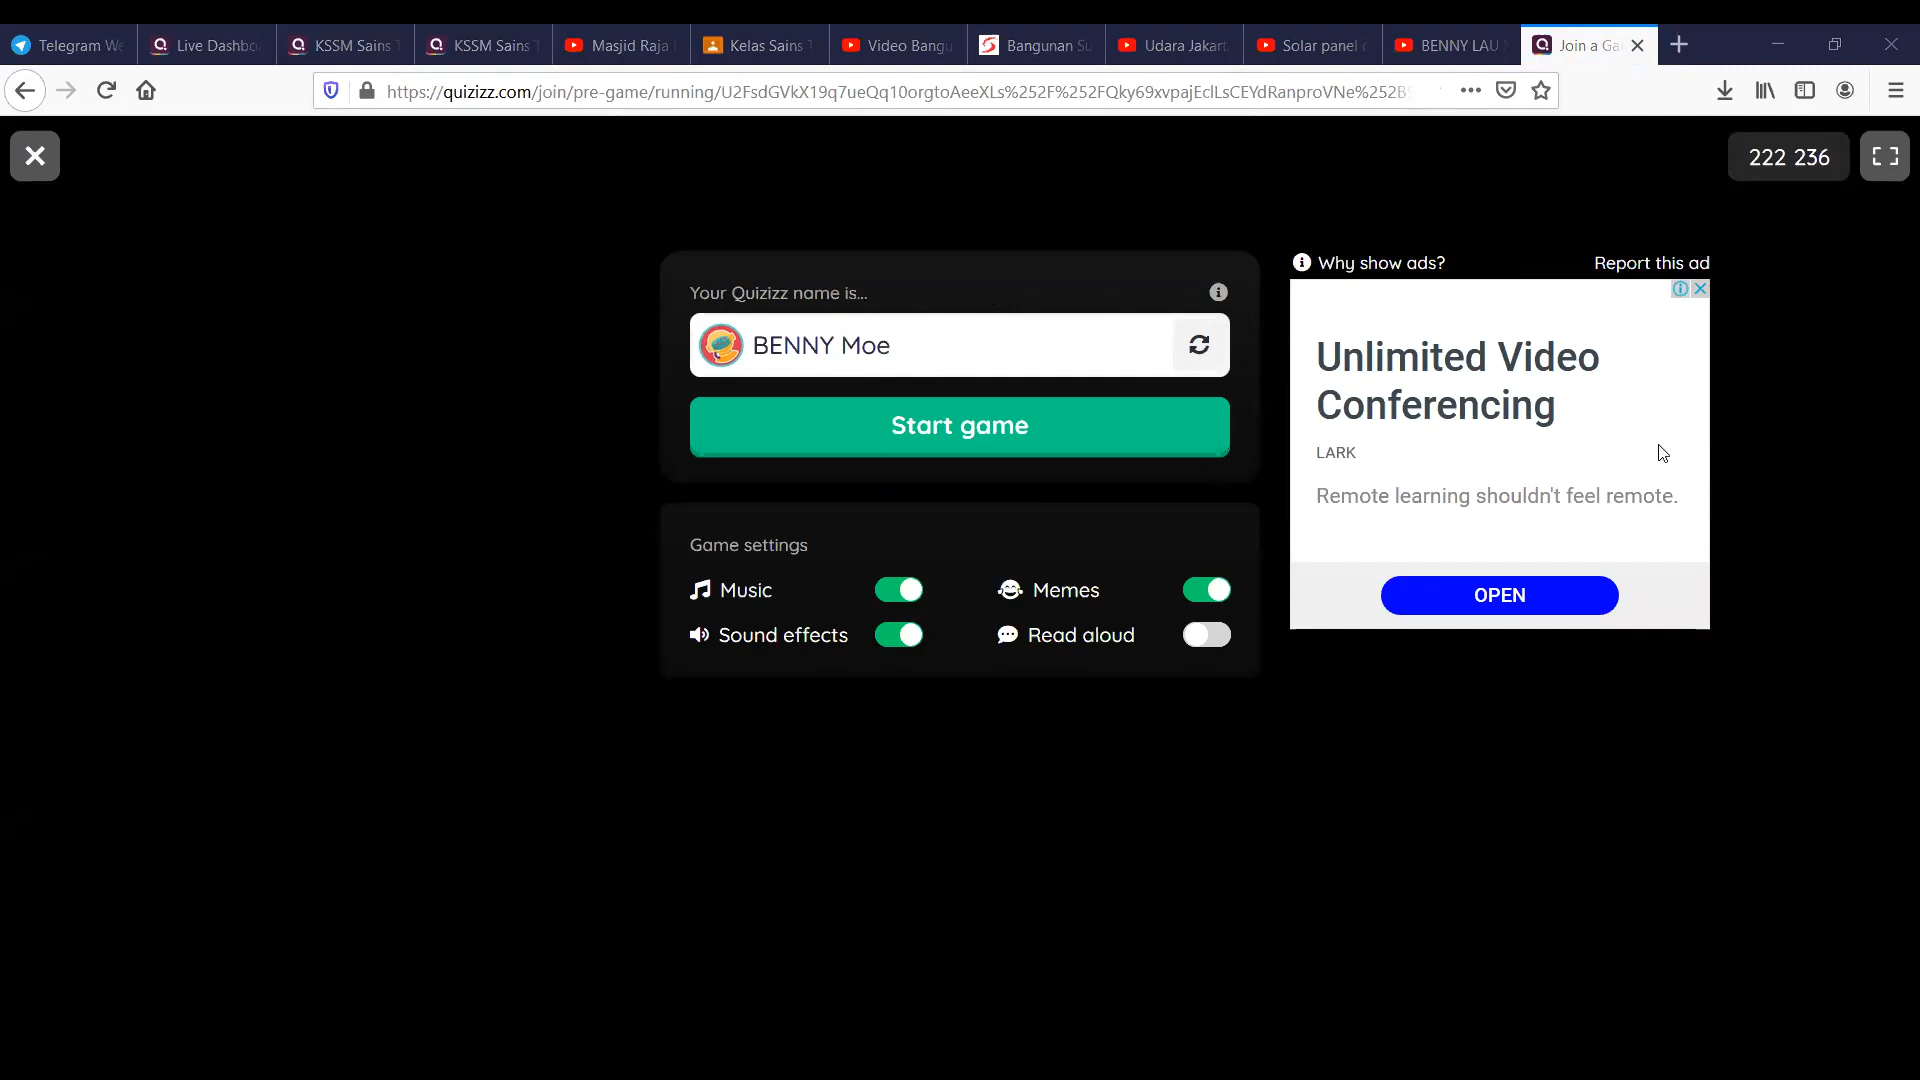 Telegram We
Live Dashbo
KSSM Sains T
KSSM Sains T
Masjid Raja
Kelas Sains T
Video Bangu
Bangunan Su
Udara Jakart
Solar panel c
BENNY LAU
Join a Ga
https://quizizz.com/join/pre-game/running/U2FsdGVkX19q7ueQq10orgtoAeeXLs%252F%252FQky69xvpajEclLsCEYdRanproVNe%252B
222 236
Why show ads?
Report this ad
Your Quizizz name is...
BENNY Moe
Start game
Unlimited Video
Conferencing
LARK
Remote learning shouldn't feel remote.
OPEN
Game settings
Music
Memes
Sound effects
Read aloud